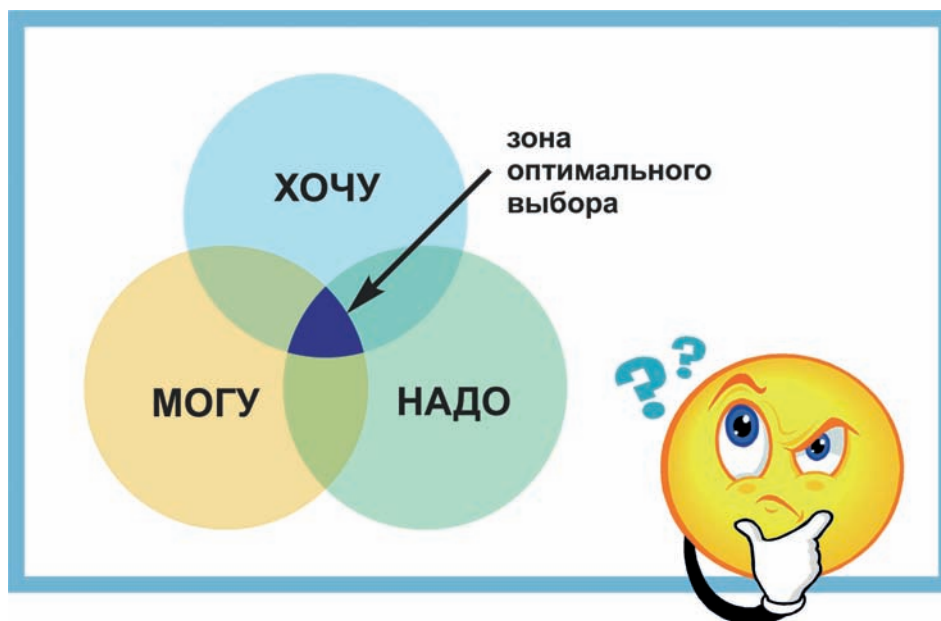 ХОЧУ
зона
оптимального
выбора
МОГУ
НАДО
??